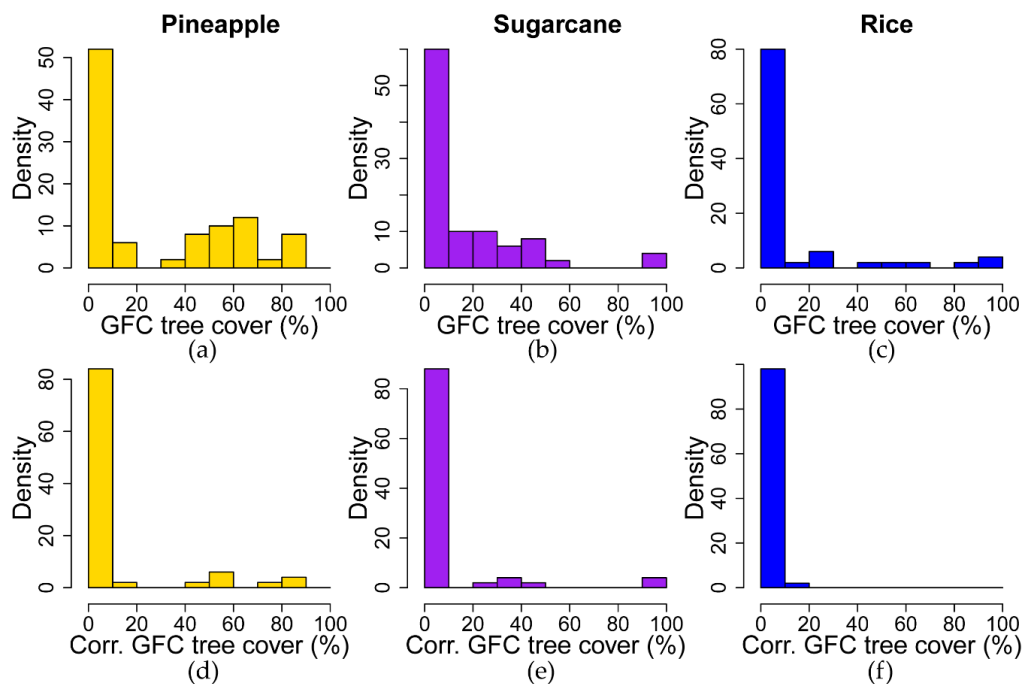 Pineapple
Sugarcane
Rice
Density
0 10 20 30 40 50
0 20 40 60 80 100
GFC tree cover (%)
(a)
Density
0 10 30 50
0 20 40 60 80 100
GFC tree cover (%)
(b)
Density
0 20 40 60 80
0 20 40 60 80 100
GFC tree cover (%)
(c)
Density
0 20 40 60 80
0 20 40 60 80 100
Corr. GFC tree cover (%)
(d)
Density
0 20 40 60 80
0 20 40 60 80 100
Corr. GFC tree cover (%)
(e)
Density
0 20 40 60 80
0 20 40 60 80 100
Corr. GFC tree cover (%)
(f)